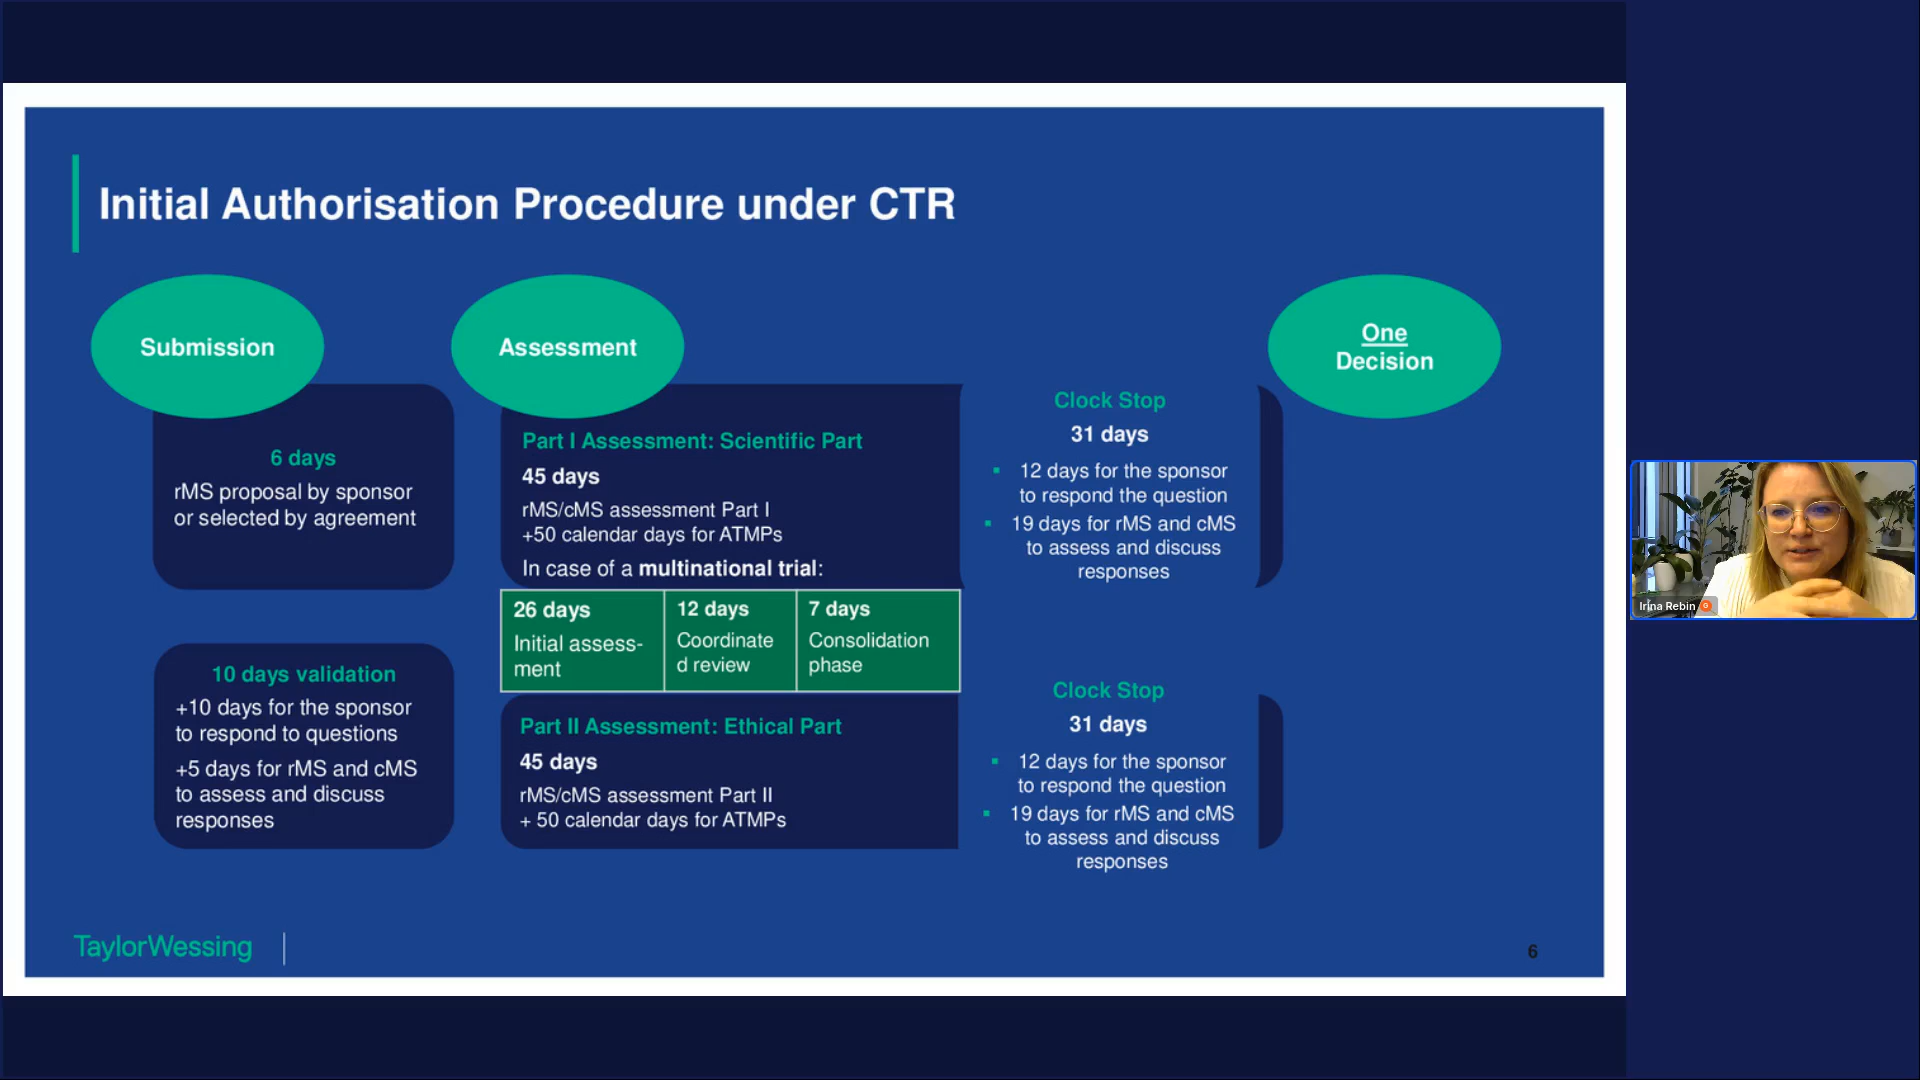 Initial Authorisation Procedure under CTR
Submission
6 days
rMS proposal by sponsor
or selected by agreement
10 days validation
+10 days for the sponsor
to respond to questions
+5 days for rMS and cMS
to assess and discuss
responses
Assessment
Part I Assessment: Scientific Part
45 days
rMS/cMS assessment Part I
+50 calendar days for ATMPs
In case of a multinational trial:
26 days
Initial assess-
ment
12 days
Coordinate
d review
7 days
Consolidation
phase
Part II Assessment: Ethical Part
45 days
rMS/cMS assessment Part II
+ 50 calendar days for ATMPs
Clock Stop
31 days
▪ 12 days for the sponsor
to respond the question
▪ 19 days for rMS and cMS
to assess and discuss
responses
Clock Stop
31 days
▪ 12 days for the sponsor
to respond the question
▪ 19 days for rMS and cMS
to assess and discuss
responses
One
Decision
TaylorWessing
6
Irina Rebin